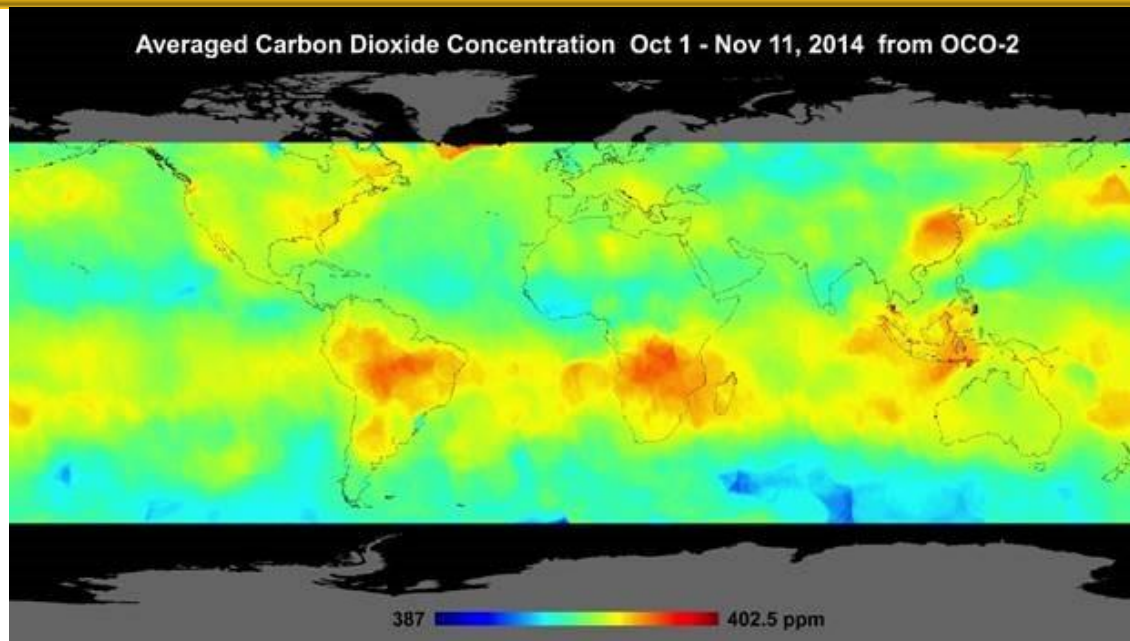 Averaged Carbon Dioxide Concentration Oct 1 - Nov 11, 2014 from OCO-2
387 402.5 ppm